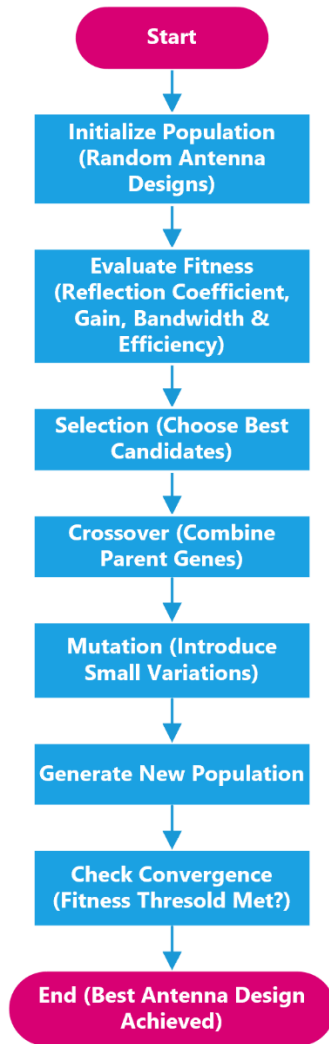 Start
Initialize Population
(Random Antenna
Designs)
Evaluate Fitness
(Reflection Coefficient,
Gain, Bandwidth &
Efficiency)
Selection (Choose Best
Candidates)
Crossover (Combine
Parent Genes)
Mutation (Introduce
Small Variations)
Generate New Population
Check Convergence
(Fitness Thresold Met?)
End (Best Antenna Design
Achieved)